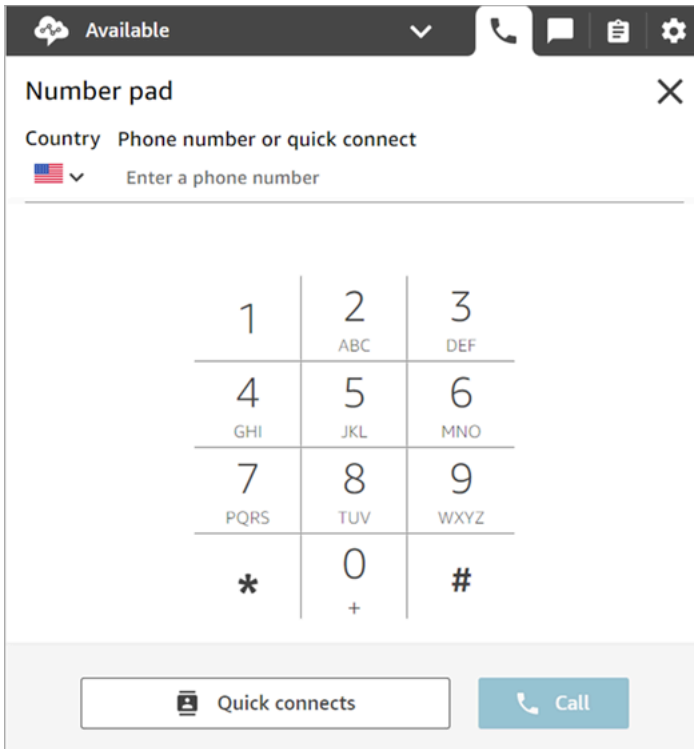 Available
Number pad
Country Phone number or quick connect
Enter a phone number
1 2 3
ABC DEF
4 5 6
GHI JKL MNO
7 8 9
PQRS TUV WXYZ
* 0 #
+
Quick connects Call